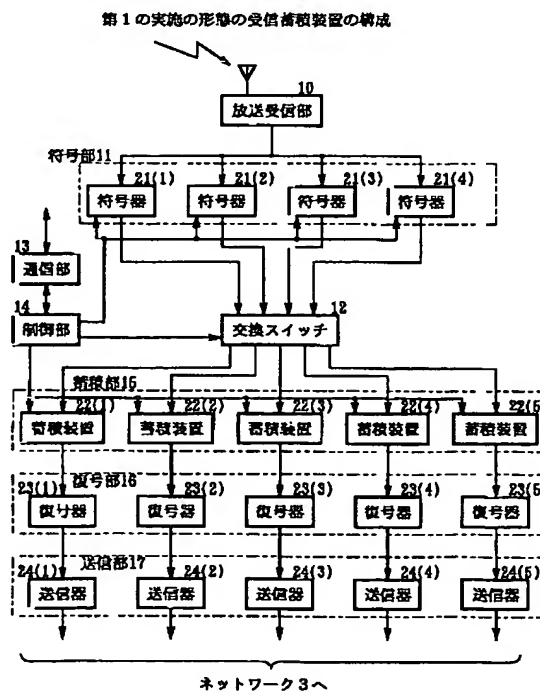 第１の実施の形態の受信蓄積装置の構成
10
放送受信部
符号部11
21(1) 21(2) 21(3) 21(4)
符号器 符号器 符号器 符号器
13
通信部
14 12
制御部 交換スイッチ
蓄積部15
22(1) 22(2) 22(3) 22(4) 22(5
蓄積装置 蓄積装置 蓄積装置 蓄積装置 蓄積装置
復号部16
23(1) 23(2) 23(3) 23(4) 23(5
復号器 復号器 復号器 復号器 復号器
送信部17
24(1) 24(2) 24(3) 24(4) 24(5)
送信器 送信器 送信器 送信器 送信器
ネットワーク３へ